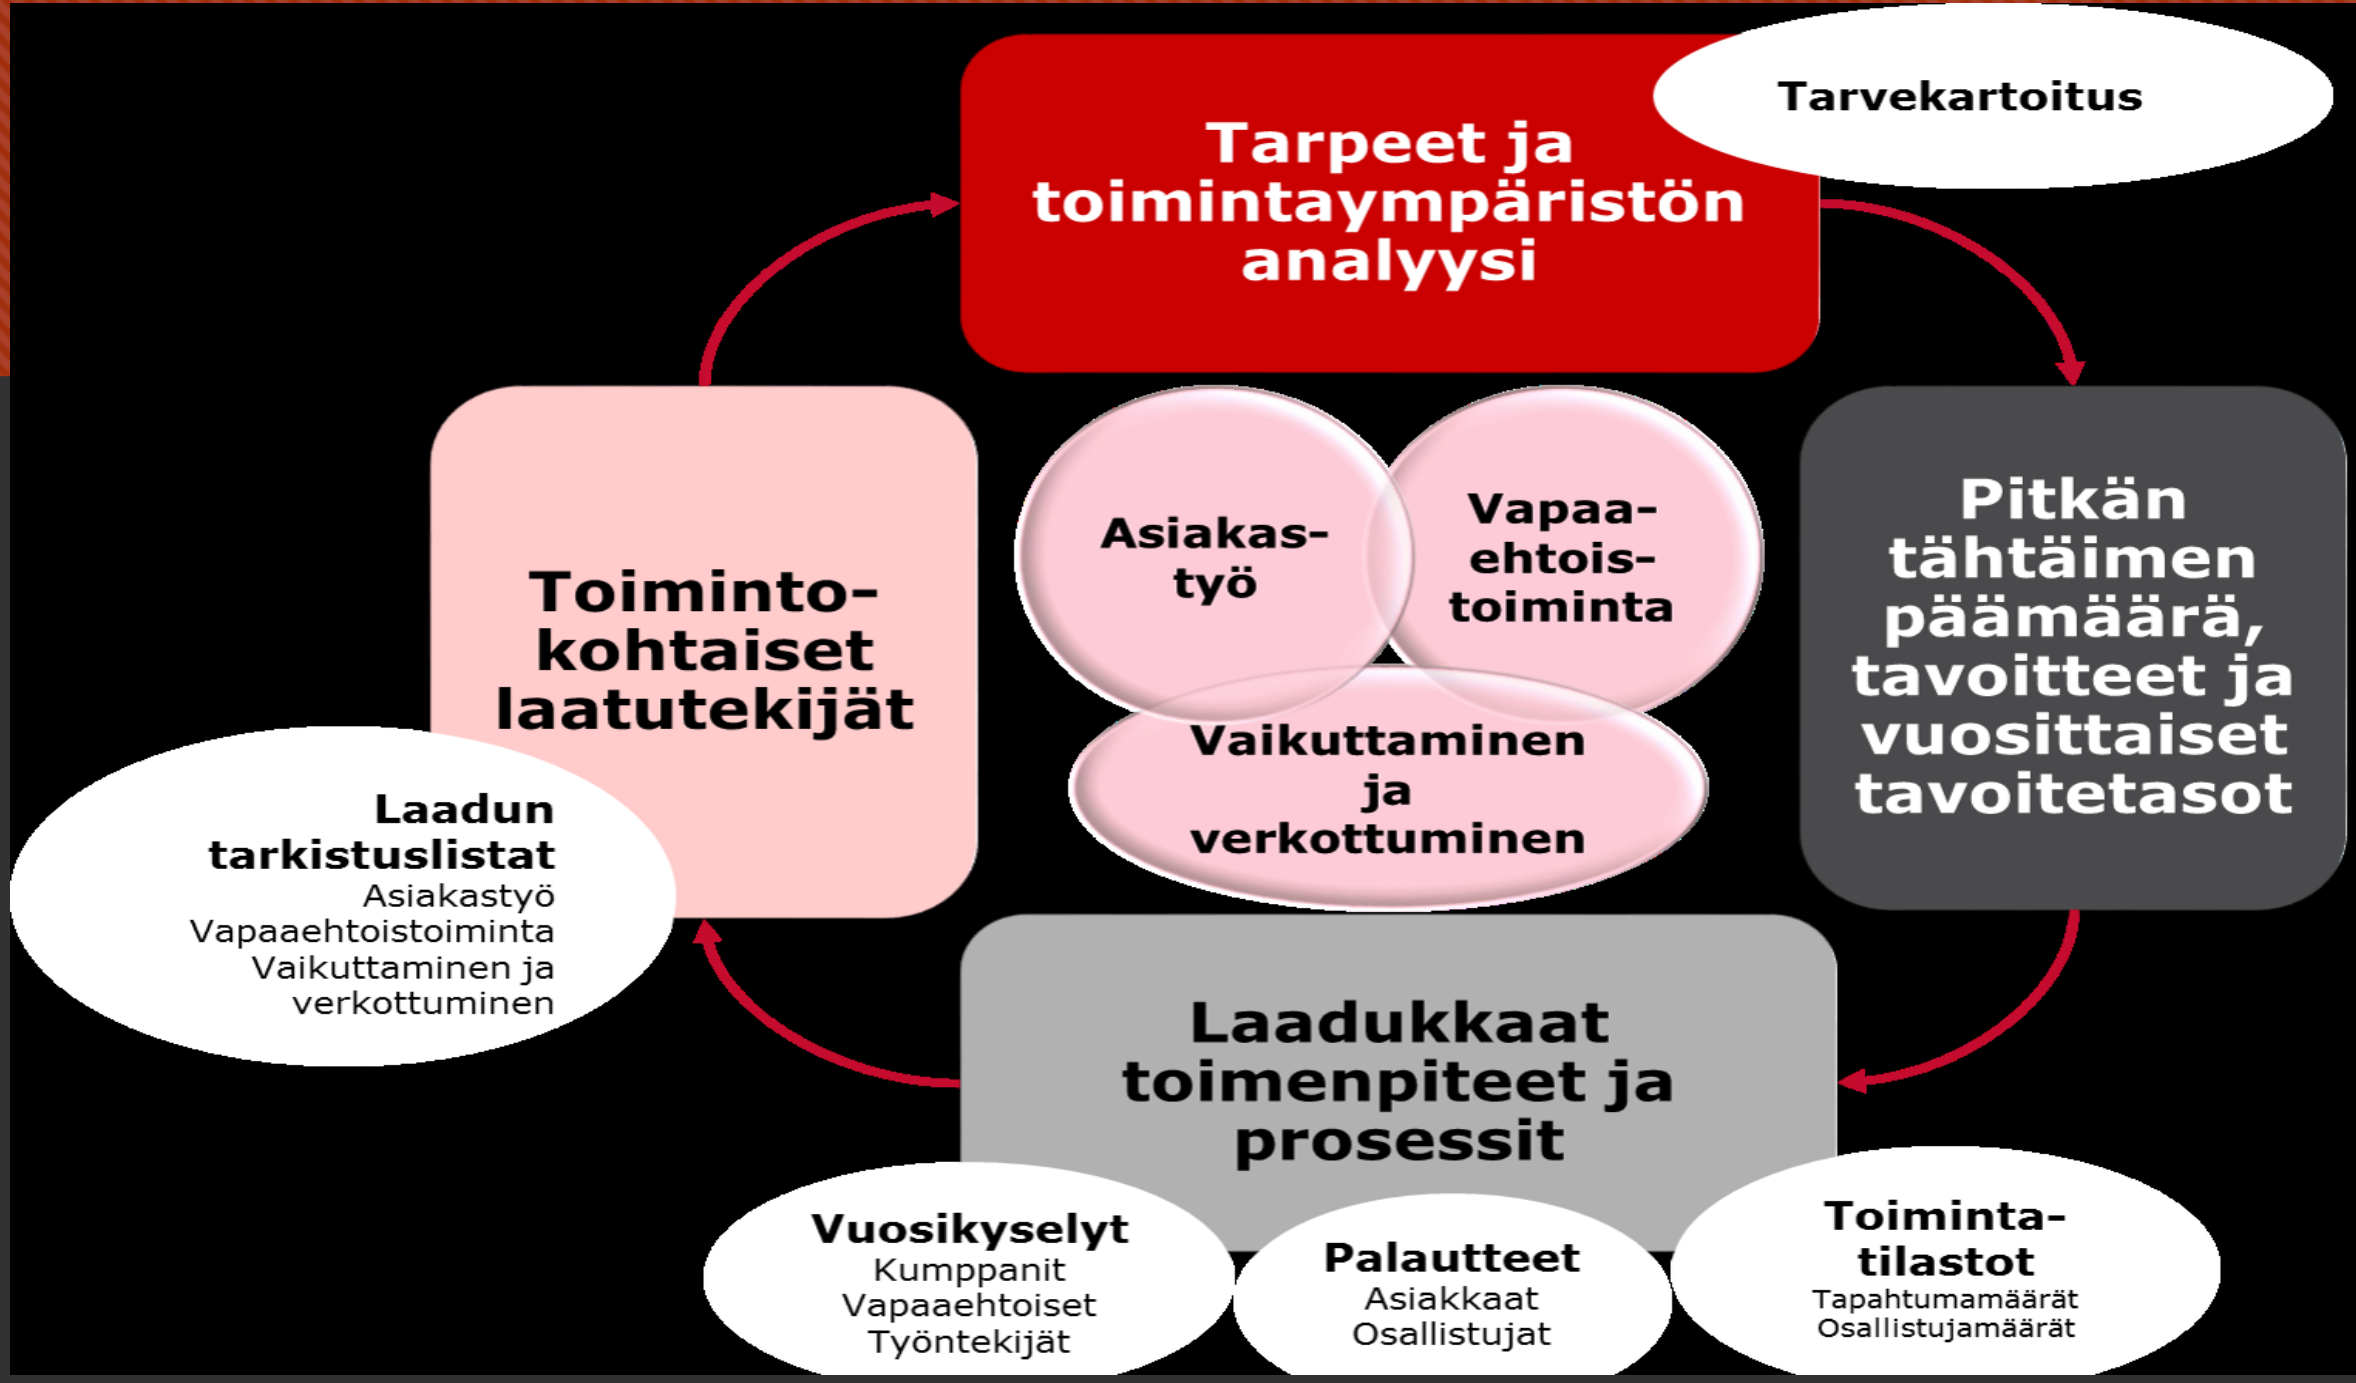 Tarvekartoitus
Tarpeet ja
toimintaympäristön
analyysi
Asiakas-
työ
Vapaa-
ehtois-
toiminta
Vaikuttaminen
ja
verkottuminen
Pitkän
tähtäimen
päämäärä,
tavoitteet ja
vuosittaiset
tavoitetasot
Toiminto-
kohtaiset
laatutekijät
Laadun
tarkistuslistat
Asiakastyö
Vapaaehtoistoiminta
Vaikuttaminen ja
verkottuminen
Laadukkaat
toimenpiteet ja
prosessit
Vuosikyselyt
Kumppanit
Vapaaehtoiset
Työntekijät
Palautteet
Asiakkaat
Osallistujat
Toiminta-
tilastot
Tapahtumamäärät
Osallistujamäärät